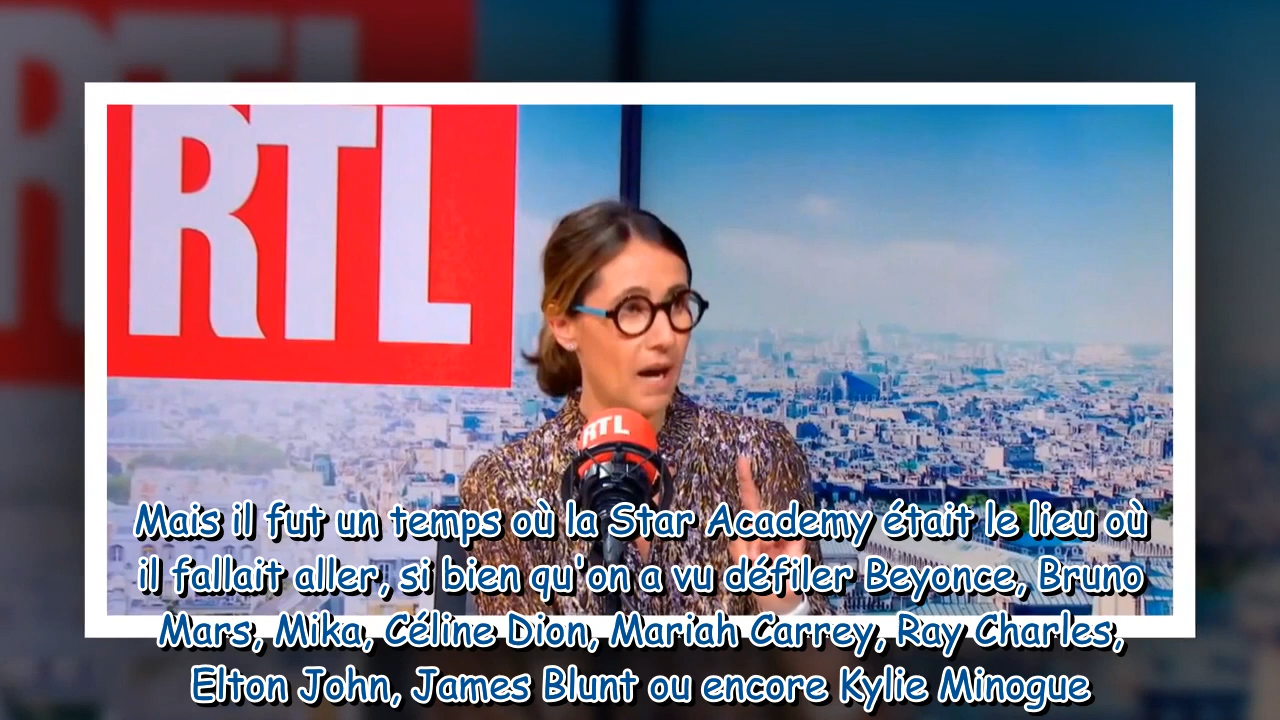 RTL
RTL
RTL
Mais il fut un temps où la Star Academy était le lieu où
il fallait aller, si bien qu'on a vu défiler Beyonce, Bruno
Mars, Mika, Céline Dion, Mariah Carrey, Ray Charles,
Elton John, James Blunt ou encore Kylie Minogue